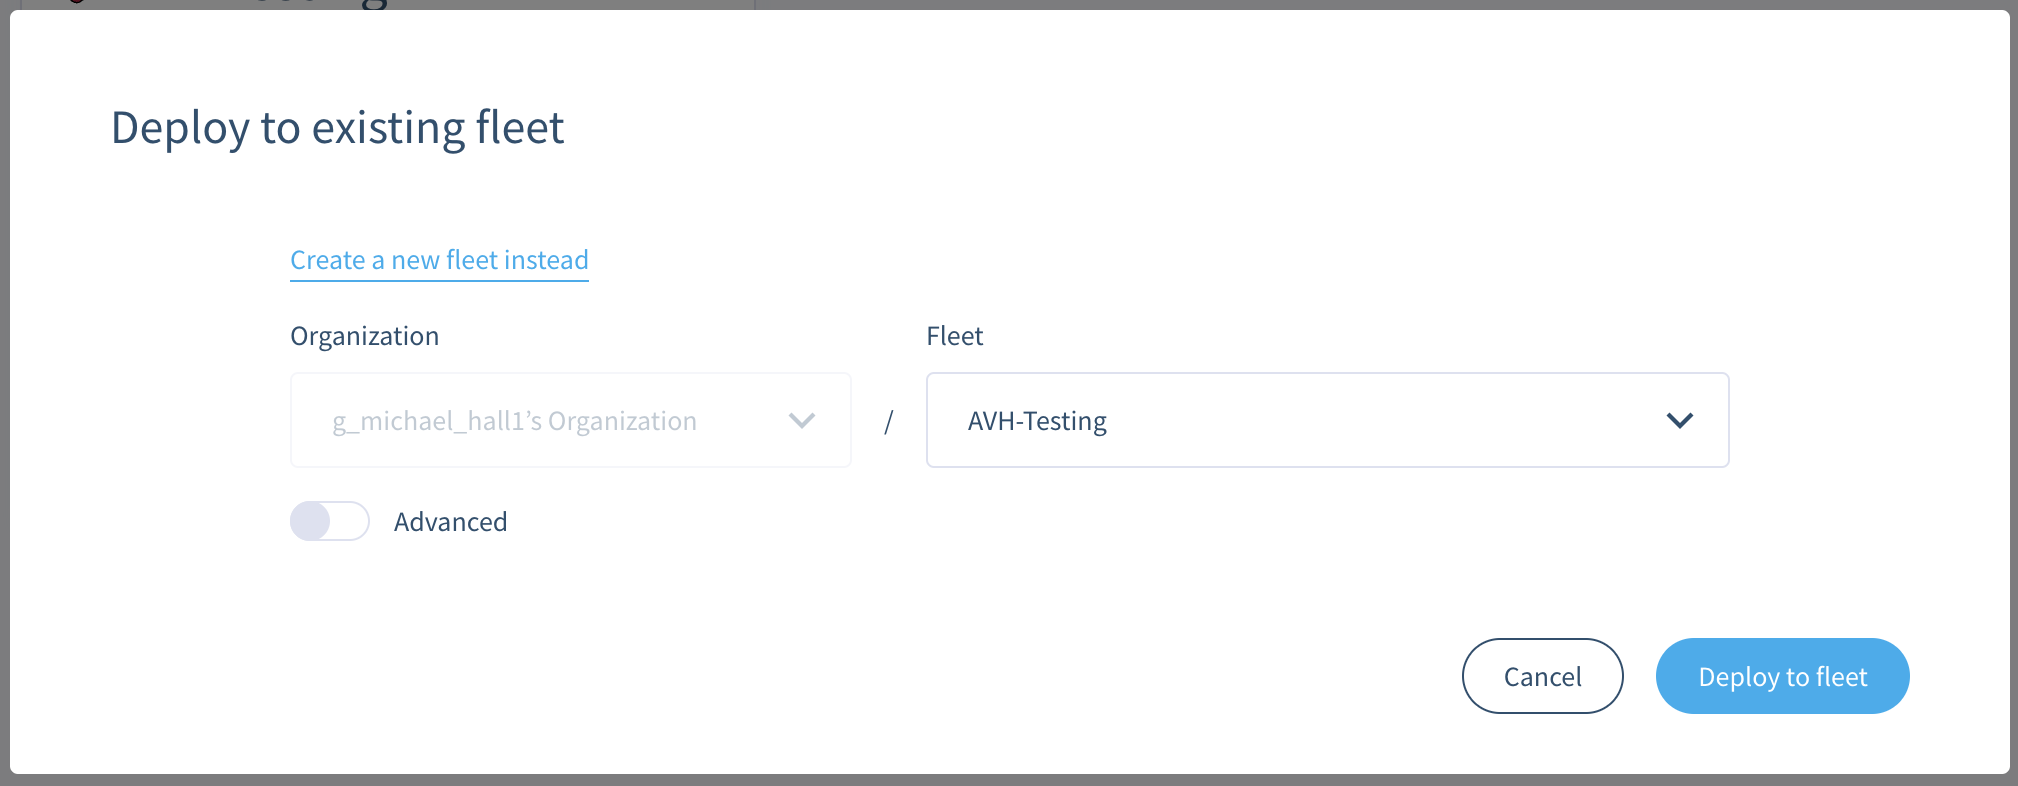 Deploy to existing fleet
Create a new fleet instead
Organization
Fleet
g_michael_hall1’s Organization
/
AVH-Testing
Advanced
Cancel
Deploy to fleet